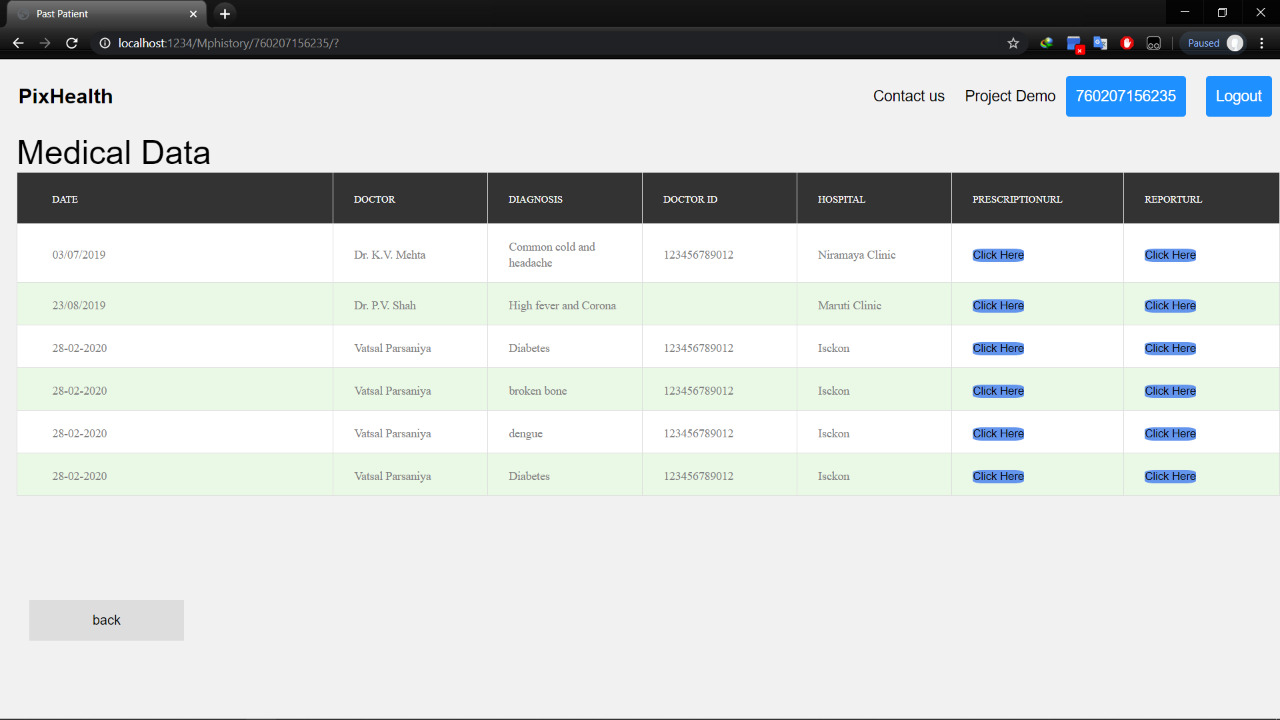 Past Patient
localhost:1234/Mphistory/760207156235/?
Paused
PixHealth
Contact us Project Demo 760207156235 Logout
Medical Data
DATE DOCTOR DIAGNOSIS DOCTOR ID HOSPITAL PRESCRIPTIONURL REPORTURL
03/07/2019 Dr. K.V. Mehta Common cold and headache 123456789012 Niramaya Clinic Click Here Click Here
23/08/2019 Dr. P.V. Shah High fever and Corona Maruti Clinic Click Here Click Here
28-02-2020 Vatsal Parsaniya Diabetes 123456789012 Isckon Click Here Click Here
28-02-2020 Vatsal Parsaniya broken bone 123456789012 Isckon Click Here Click Here
28-02-2020 Vatsal Parsaniya dengue 123456789012 Isckon Click Here Click Here
28-02-2020 Vatsal Parsaniya Diabetes 123456789012 Isckon Click Here Click Here
back